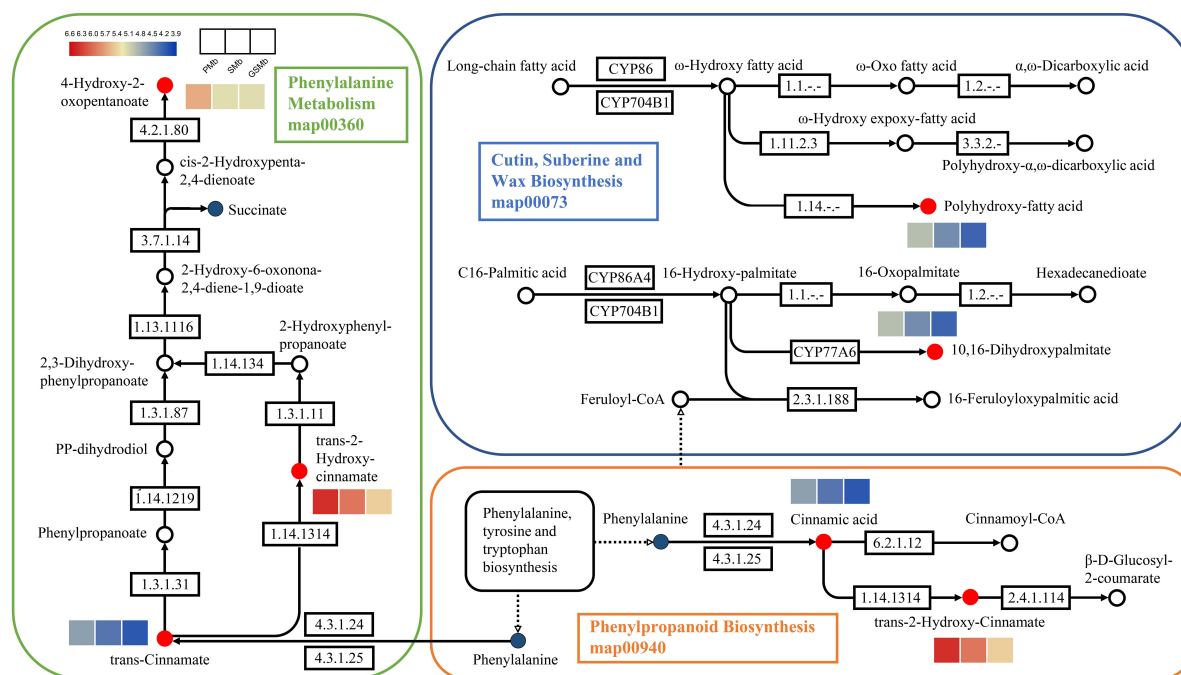 6.6 6.3 6.0 5.7 5.4 5.1 4.8 4.5 4.2 3.9
PMb
SMb
GSMb
4-Hydroxy-2-
oxopentanoate
Phenylalanine
Metabolism
map00360
4.2.1.80
cis-2-Hydroxypenta-
2,4-dienoate
Succinate
3.7.1.14
2-Hydroxy-6-oxonona-
2,4-diene-1,9-dioate
1.13.1116
2-Hydroxyphenyl-
propanoate
2,3-Dihydroxy-
phenylpropanoate
1.14.134
1.3.1.87
1.3.1.11
PP-dihydrodiol
trans-2-
Hydroxy-
cinnamate
1.14.1219
Phenylpropanoate
1.14.1314
1.3.1.31
trans-Cinnamate
4.3.1.24
4.3.1.25
Phenylalanine
Long-chain fatty acid
CYP86
CYP704B1
ω-Hydroxy fatty acid
1.1.-.-
ω-Oxo fatty acid
1.2.-.-
α,ω-Dicarboxylic acid
ω-Hydroxy expoxy-fatty acid
1.11.2.3
3.3.2.-
Polyhydroxy-α,ω-dicarboxylic acid
Cutin, Suberine and
Wax Biosynthesis
map00073
1.14.-.-
Polyhydroxy-fatty acid
C16-Palmitic acid
CYP86A4
CYP704B1
16-Hydroxy-palmitate
1.1.-.-
16-Oxopalmitate
1.2.-.-
Hexadecanedioate
CYP77A6
10,16-Dihydroxypalmitate
Feruloyl-CoA
2.3.1.188
16-Feruloyloxypalmitic acid
Phenylalanine,
tyrosine and
tryptophan
biosynthesis
Phenylalanine
4.3.1.24
4.3.1.25
Cinnamic acid
6.2.1.12
Cinnamoyl-CoA
β-D-Glucosyl-
2-coumarate
1.14.1314
2.4.1.114
trans-2-Hydroxy-Cinnamate
Phenylpropanoid Biosynthesis
map00940